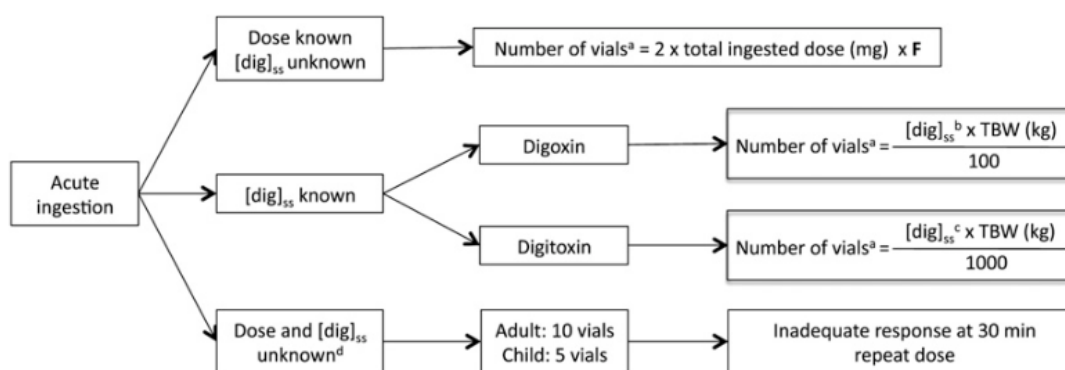 Dose known
[dig]ss unknown
Number of vialsᵃ = 2 x total ingested dose (mg) x F
Acute
ingestion
[dig]ss known
Digoxin
Number of vialsᵃ = [dig]ssᵇ x TBW (kg)
100
Digitoxin
Number of vialsᵃ = [dig]ssᶜ x TBW (kg)
1000
Dose and [dig]ss
unknownᵈ
Adult: 10 vials
Child: 5 vials
Inadequate response at 30 min
repeat dose